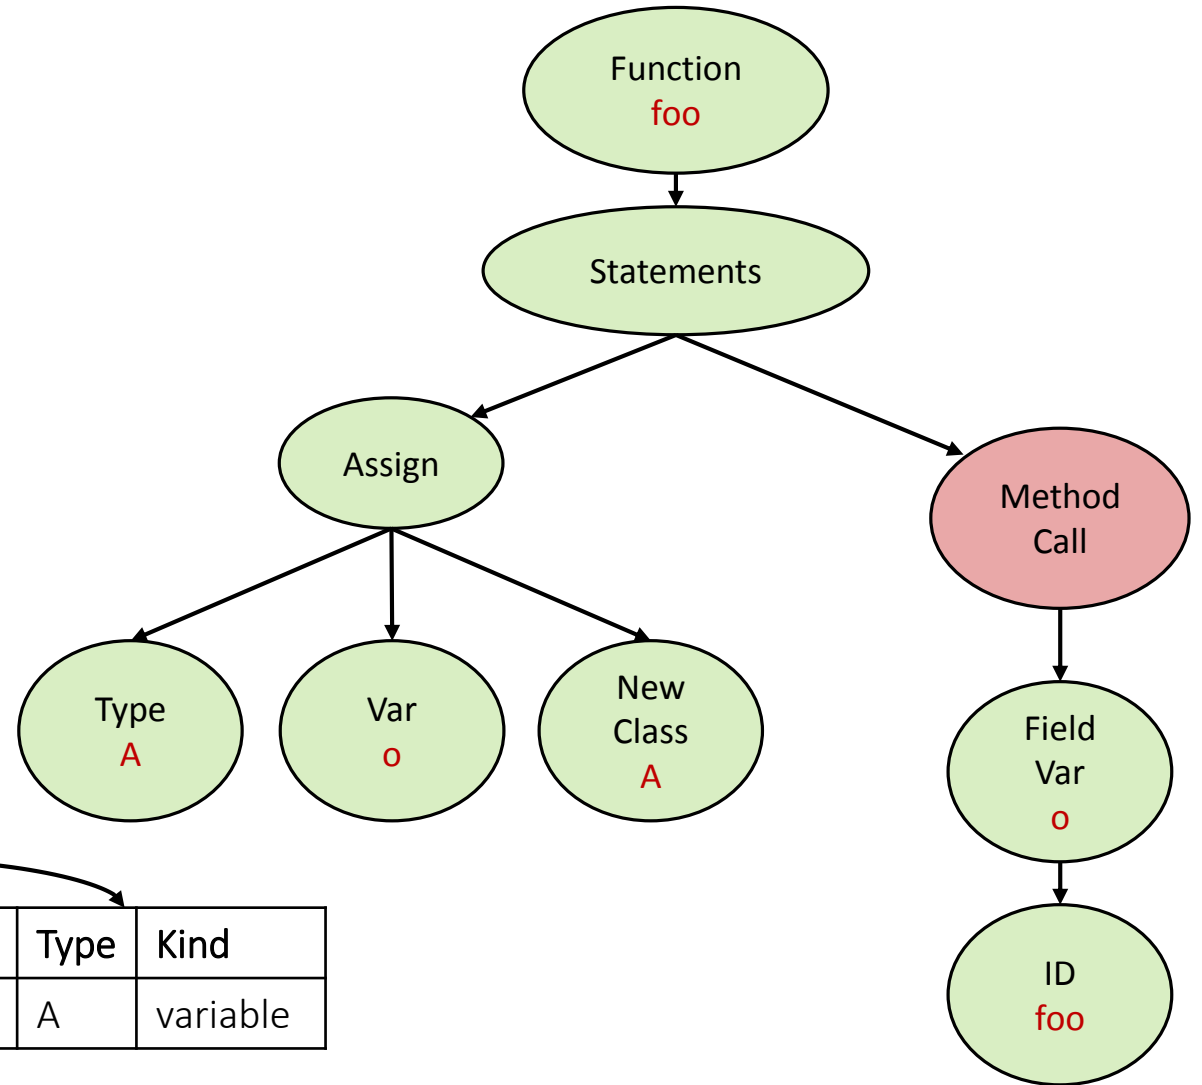 Function
foo
Statements
Assign
Method
Call
Type
A
Var
o
New
Class
A
Field
Var
o
ID
foo
Type Kind
A variable